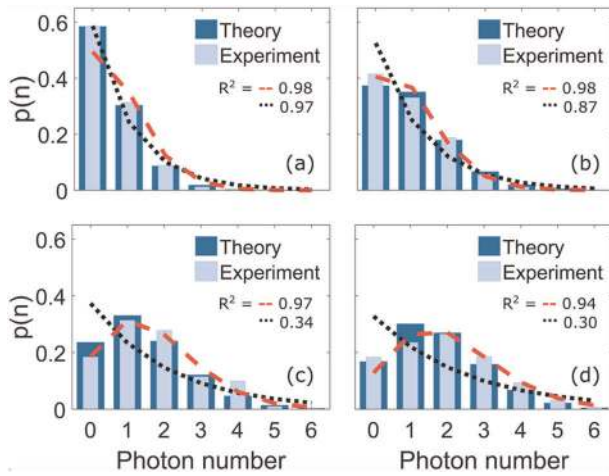 p(n)
0.6
0.4
0.2
0
Theory
Experiment
R² = 0.98
0.97
(a)
Theory
Experiment
R² = 0.98
0.87
(b)
p(n)
0.6
0.4
0.2
0
Theory
Experiment
R² = 0.97
0.34
(c)
0 1 2 3 4 5 6
Photon number
Theory
Experiment
R² = 0.94
0.30
(d)
0 1 2 3 4 5 6
Photon number